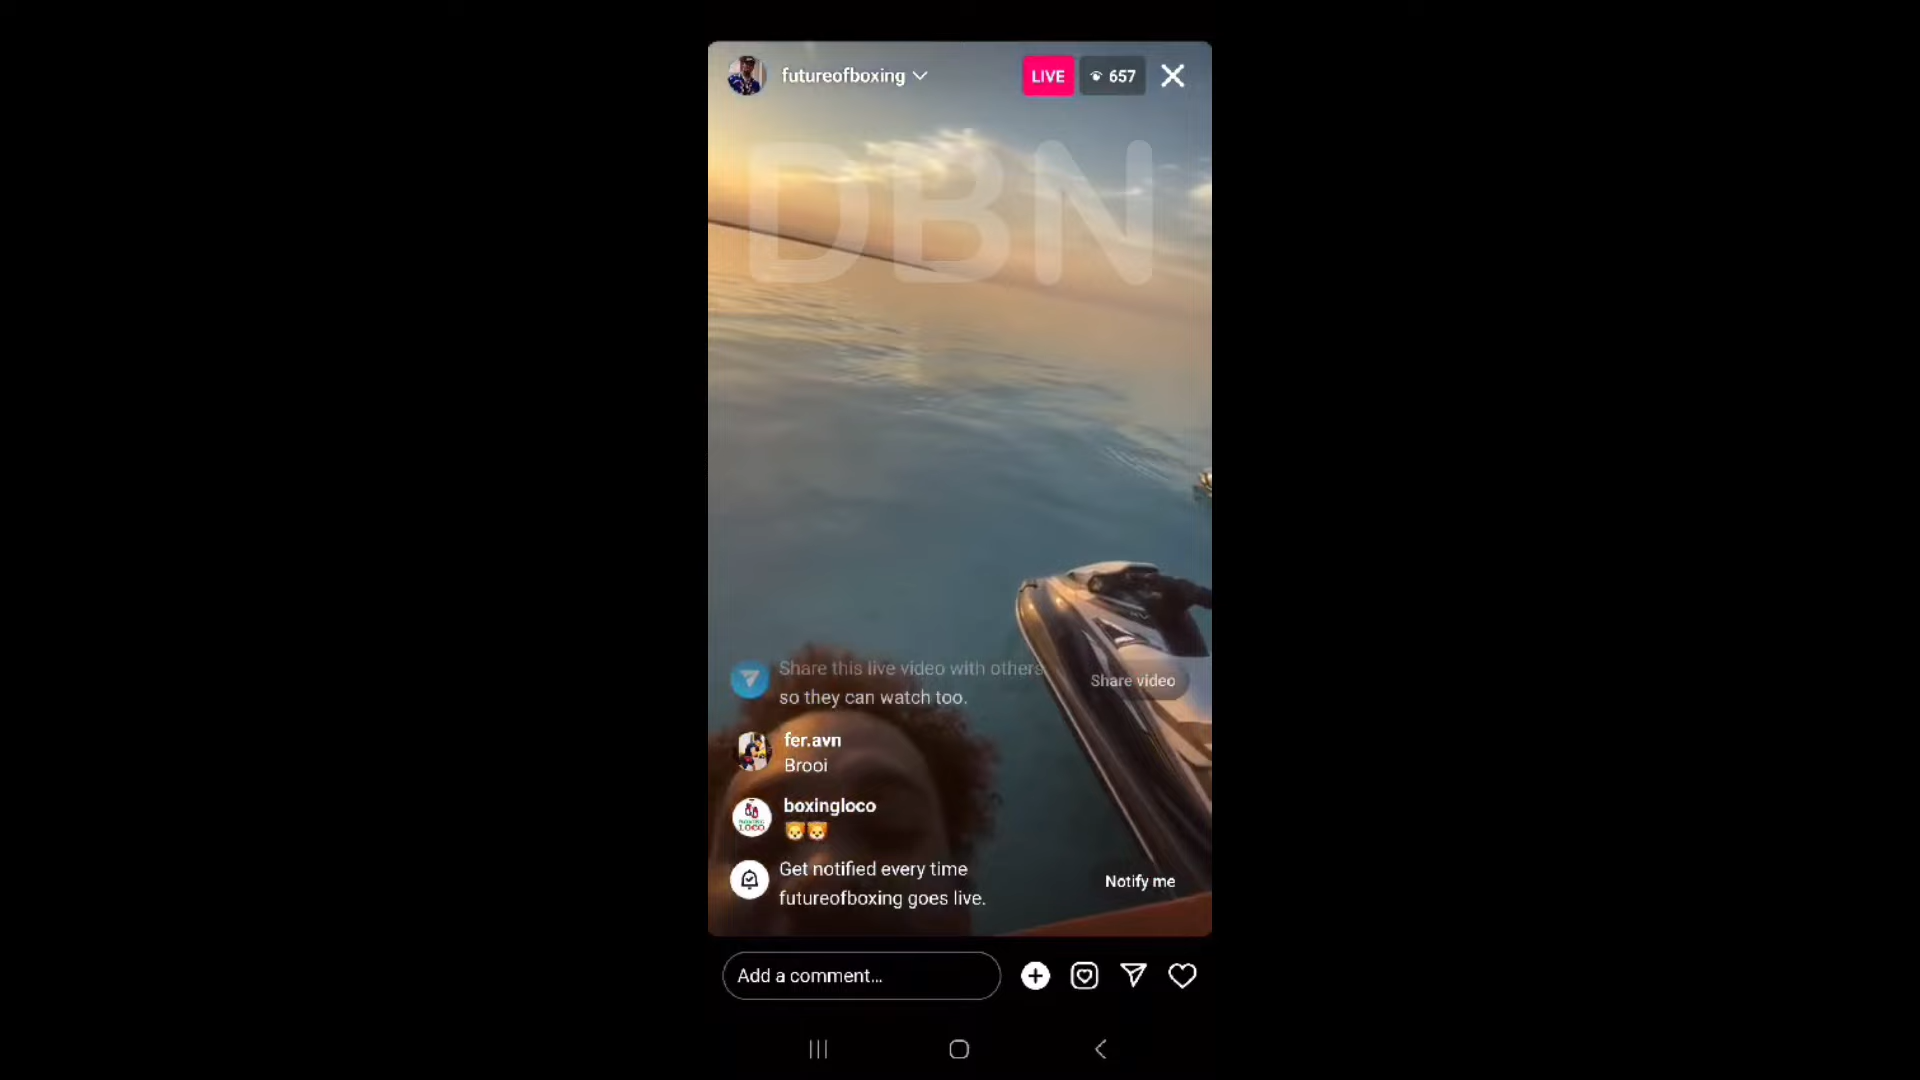 futureofboxing
LIVE
657
DBN
Share this live video with others
so they can watch too.
Share video
fer.avn
Brooi
boxingloco
LOCO
Get notified every time
futureofboxing goes live.
Notify me
Add a comment...